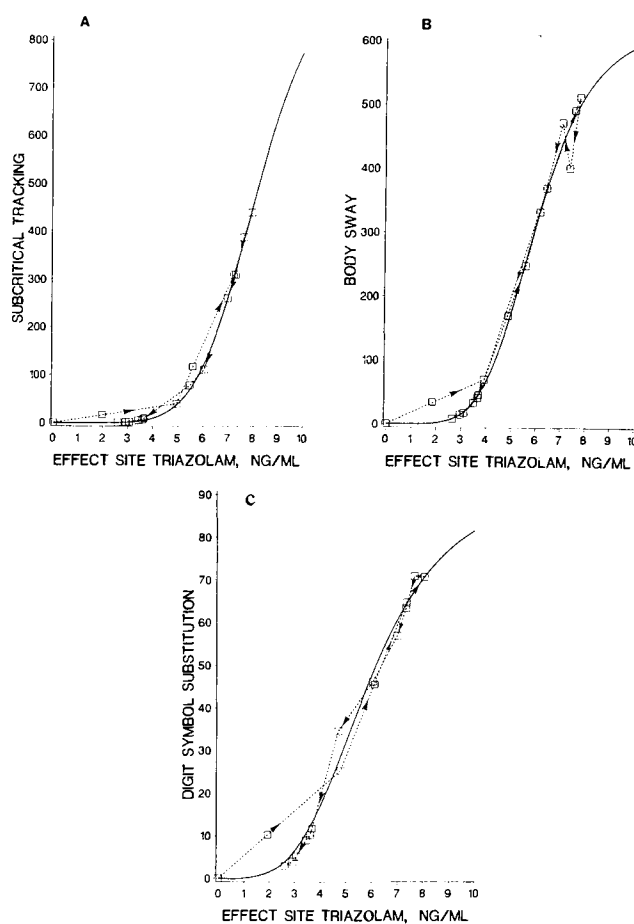 A
800
700
600
500
400
300
200
100
0
SUBCRITICAL TRACKING
0 1 2 3 4 5 6 7 8 9 10
EFFECT SITE TRIAZOLAM, NG/ML
B
600
500
400
300
200
100
0
BODY SWAY
0 1 2 3 4 5 6 7 8 9 10
EFFECT SITE TRIAZOLAM, NG/ML
C
90
80
70
60
50
40
30
20
10
0
DIGIT SYMBOL SUBSTITUTION
0 1 2 3 4 5 6 7 8 9 10
EFFECT SITE TRIAZOLAM, NG/ML